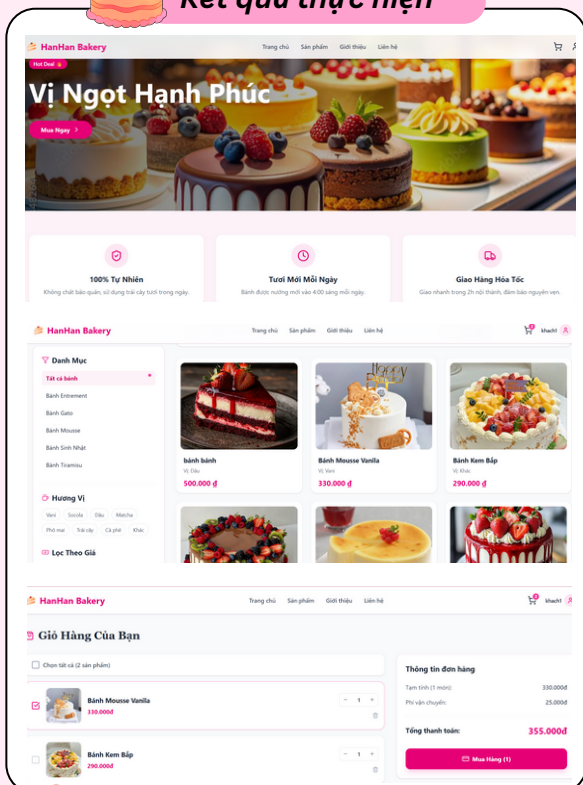 Kết quả thực hiện
HanHan Bakery
Trang chủ Sản phẩm Giới thiệu Liên hệ
Hot Deal 🔥
Vị Ngọt Hạnh Phúc
Mua Ngay >
100% Tự Nhiên
Không chất bảo quản, sử dụng trái cây tươi trong ngày.
Tươi Mới Mỗi Ngày
Bánh được nướng mới vào 4:00 sáng mỗi ngày.
Giao Hàng Hỏa Tốc
Giao nhanh trong 2h nội thành, đảm bảo nguyên vẹn.
HanHan Bakery
Trang chủ Sản phẩm Giới thiệu Liên hệ
khach1
Danh Mục
Tất cả bánh
Bánh Entrement
Bánh Gato
Bánh Mousse
Bánh Sinh Nhật
Bánh Tiramisu
Hương Vị
Vani Socola Dâu Matcha
Phô mai Trái cây Cà phê Khác
Lọc Theo Giá
bánh bánh
Vị: Dâu
500.000 ₫
Bánh Mousse Vanila
Vị: Vani
330.000 ₫
Bánh Kem Bắp
Vị: Khác
290.000 ₫
HanHan Bakery
Trang chủ Sản phẩm Giới thiệu Liên hệ
khach1
Giỏ Hàng Của Bạn
Chọn tất cả (2 sản phẩm)
Bánh Mousse Vanila
330.000đ
− 1 +
Bánh Kem Bắp
290.000đ
− 1 +
Thông tin đơn hàng
Tạm tính (1 món): 330.000đ
Phí vận chuyển: 25.000đ
Tổng thanh toán: 355.000đ
Mua Hàng (1)